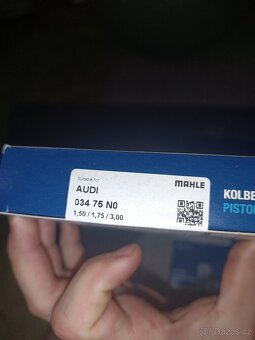 Suitable for
AUDI
MAHLE
034 75 N0
1,50 / 1,75 / 3,00
KOLBE
PISTO
Bazos.cz